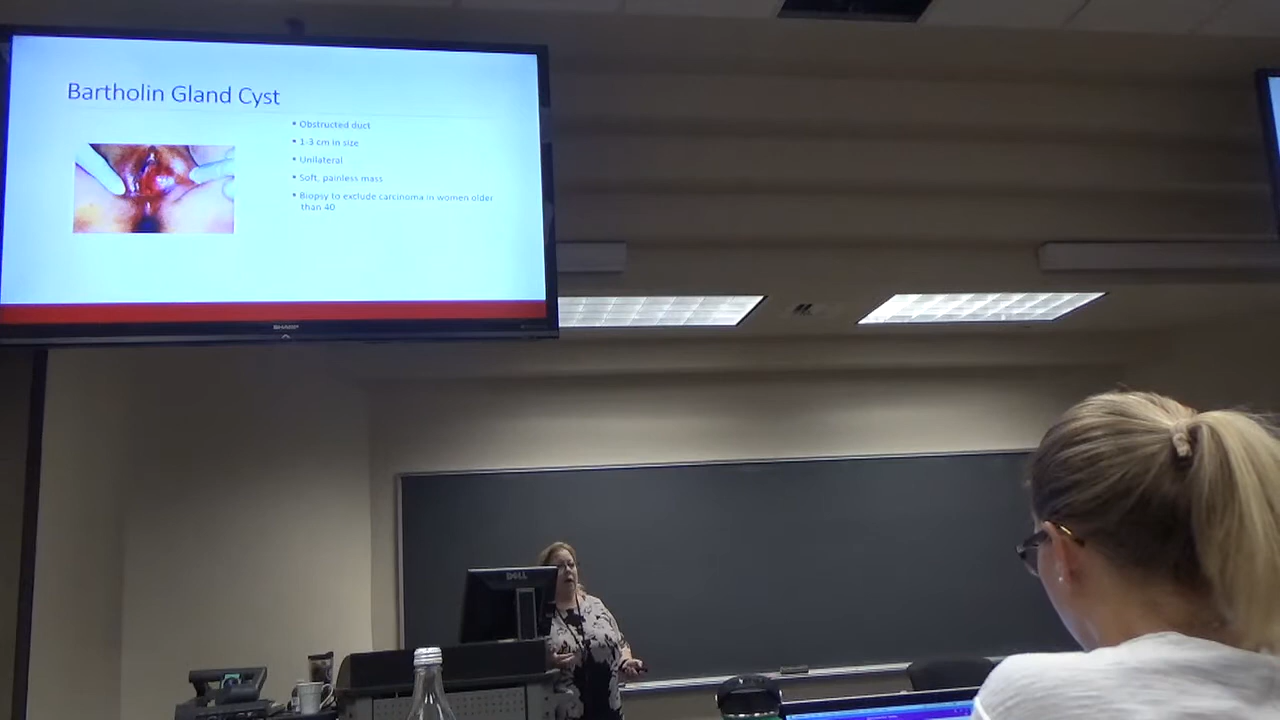 Bartholin Gland Cyst
▪ Obstructed duct
▪ 1-3 cm in size
▪ Unilateral
▪ Soft, painless mass
▪ Biopsy to exclude carcinoma in women older
than 40
SHARP
DELL